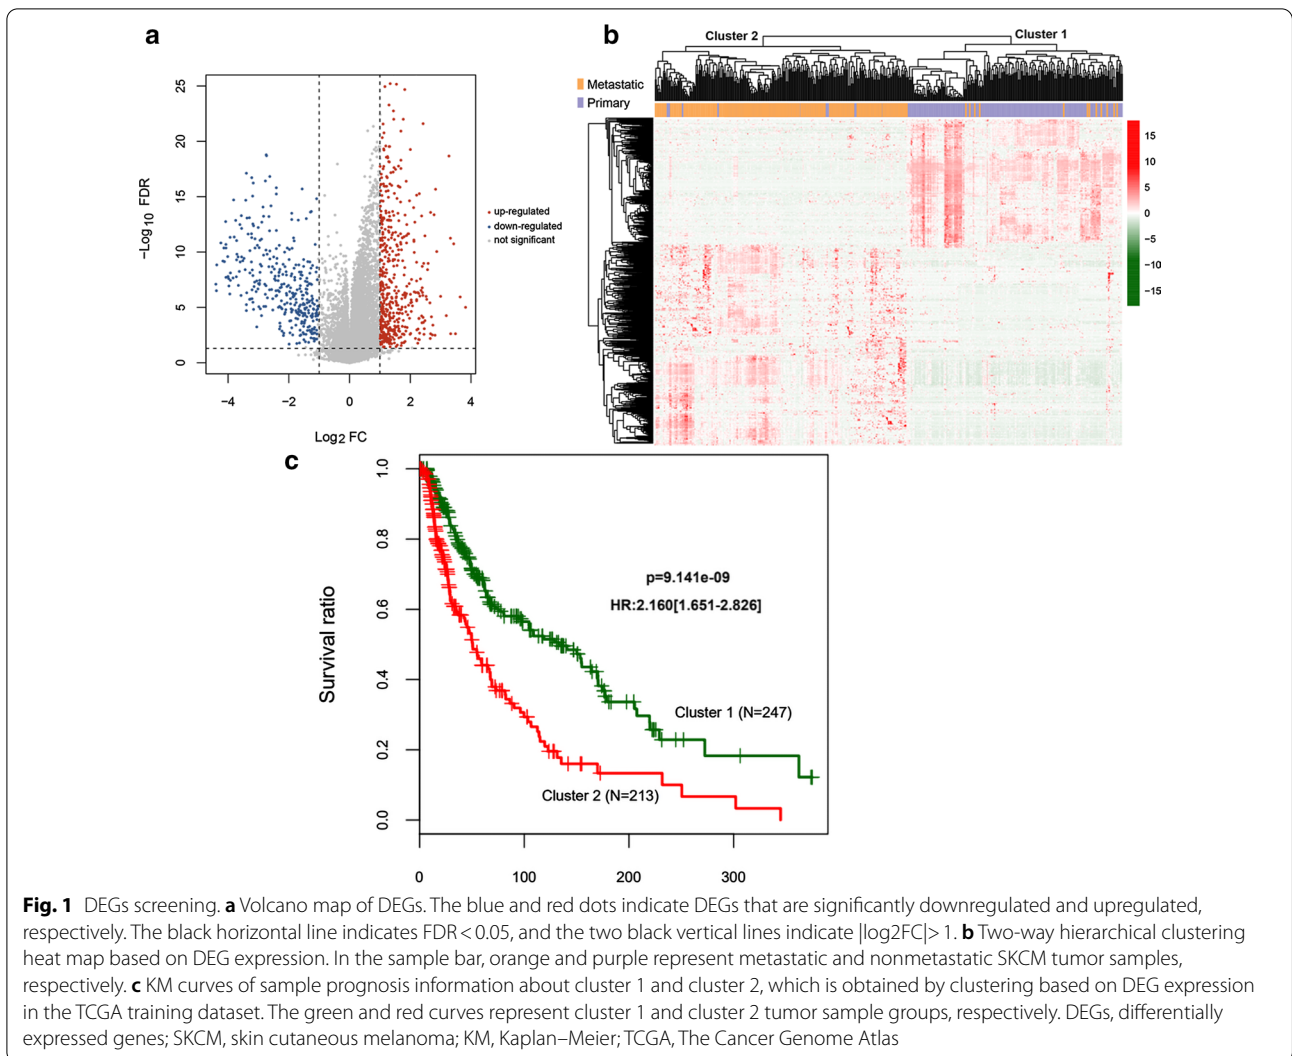 a
25
20
15
10
5
0
−Log10 FDR
−4
−2
0
2
4
Log2 FC
up-regulated
down-regulated
not significant
b
Cluster 2
Cluster 1
Metastatic
Primary
15
10
5
0
−5
−10
−15
c
1.0
0.8
0.6
0.4
0.2
0.0
Survival ratio
p=9.141e-09
HR:2.160[1.651-2.826]
Cluster 1 (N=247)
Cluster 2 (N=213)
0
100
200
300
Fig. 1 DEGs screening. a Volcano map of DEGs. The blue and red dots indicate DEGs that are significantly downregulated and upregulated,
respectively. The black horizontal line indicates FDR < 0.05, and the two black vertical lines indicate |log2FC| > 1. b Two-way hierarchical clustering
heat map based on DEG expression. In the sample bar, orange and purple represent metastatic and nonmetastatic SKCM tumor samples,
respectively. c KM curves of sample prognosis information about cluster 1 and cluster 2, which is obtained by clustering based on DEG expression
in the TCGA training dataset. The green and red curves represent cluster 1 and cluster 2 tumor sample groups, respectively. DEGs, differentially
expressed genes; SKCM, skin cutaneous melanoma; KM, Kaplan–Meier; TCGA, The Cancer Genome Atlas